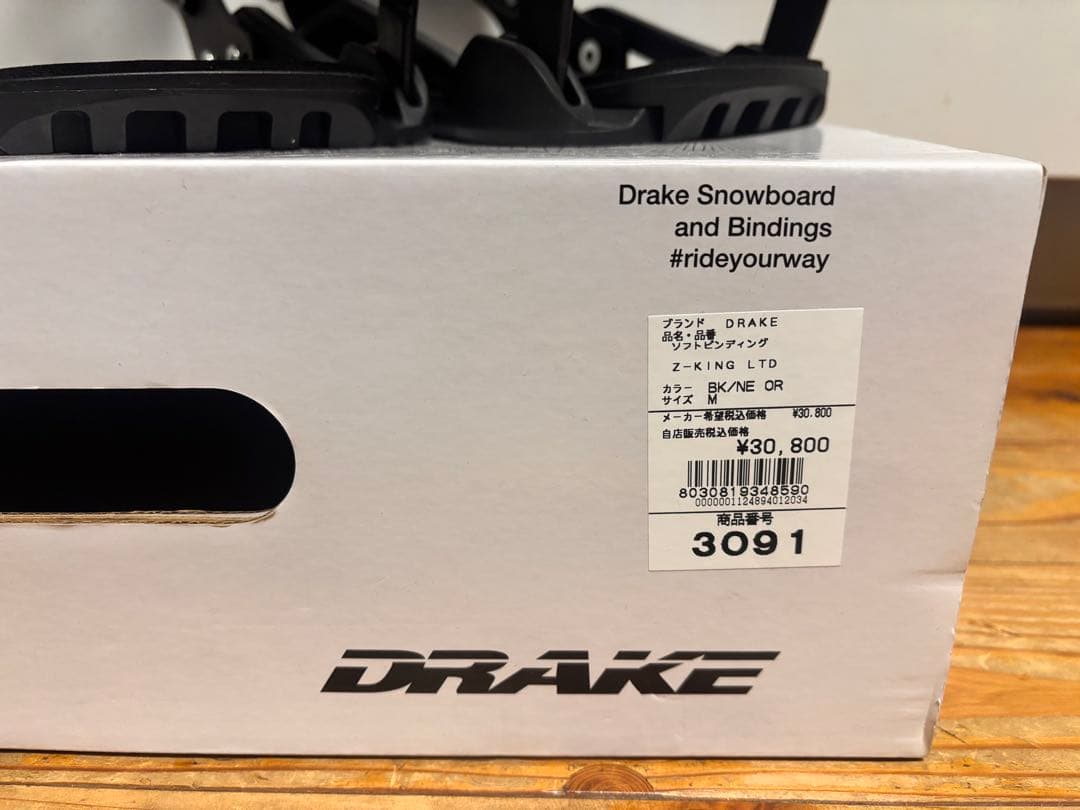 Drake Snowboard
and Bindings
#rideyourway
ブランド DRAKE
品名・品番
ソフトビンディング
Z-KING LTD
カラー BK/NE OR
サイズ M
メーカー希望税込価格 ¥30,800
自店販売税込価格
¥30,800
8030819348590
0000001124894012034
商品番号
3091
DRAKE